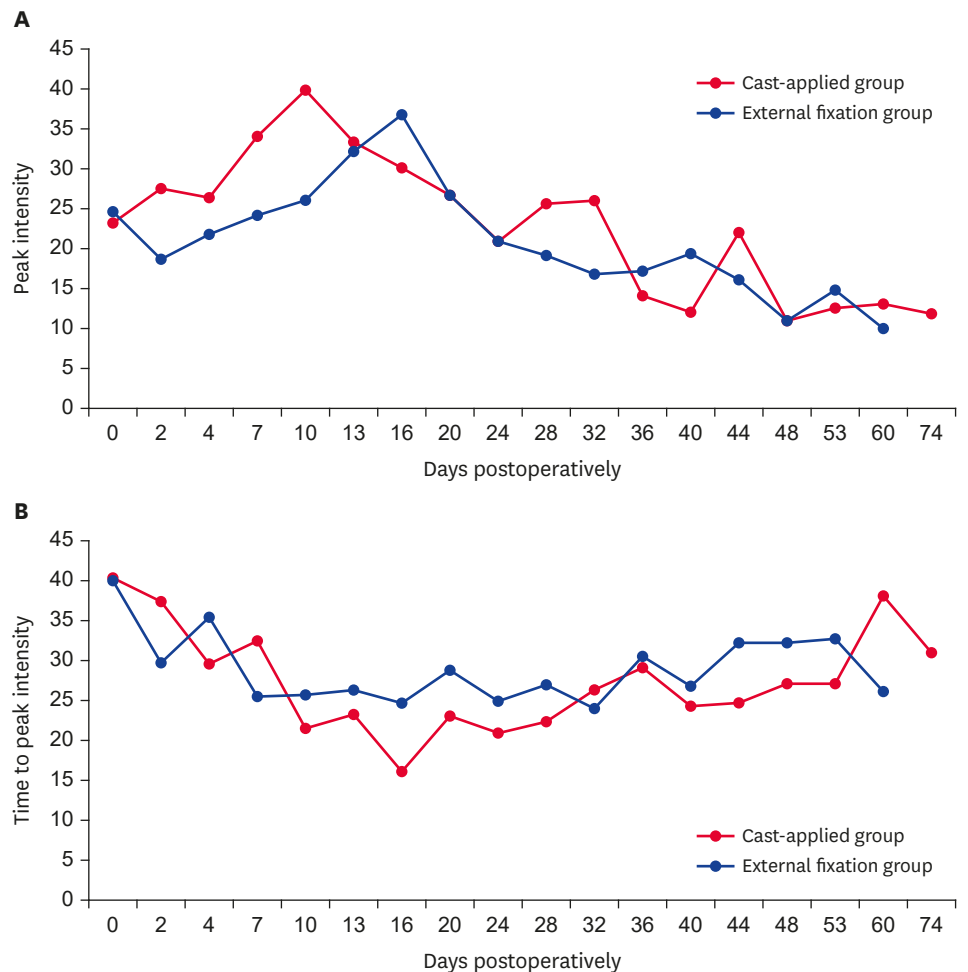 A
45
40
35
30
25
20
15
10
5
0
Peak intensity
Cast-applied group
External fixation group
0 2 4 7 10 13 16 20 24 28 32 36 40 44 48 53 60 74
Days postoperatively
B
45
40
35
30
25
20
15
10
5
0
Time to peak intensity
Cast-applied group
External fixation group
0 2 4 7 10 13 16 20 24 28 32 36 40 44 48 53 60 74
Days postoperatively